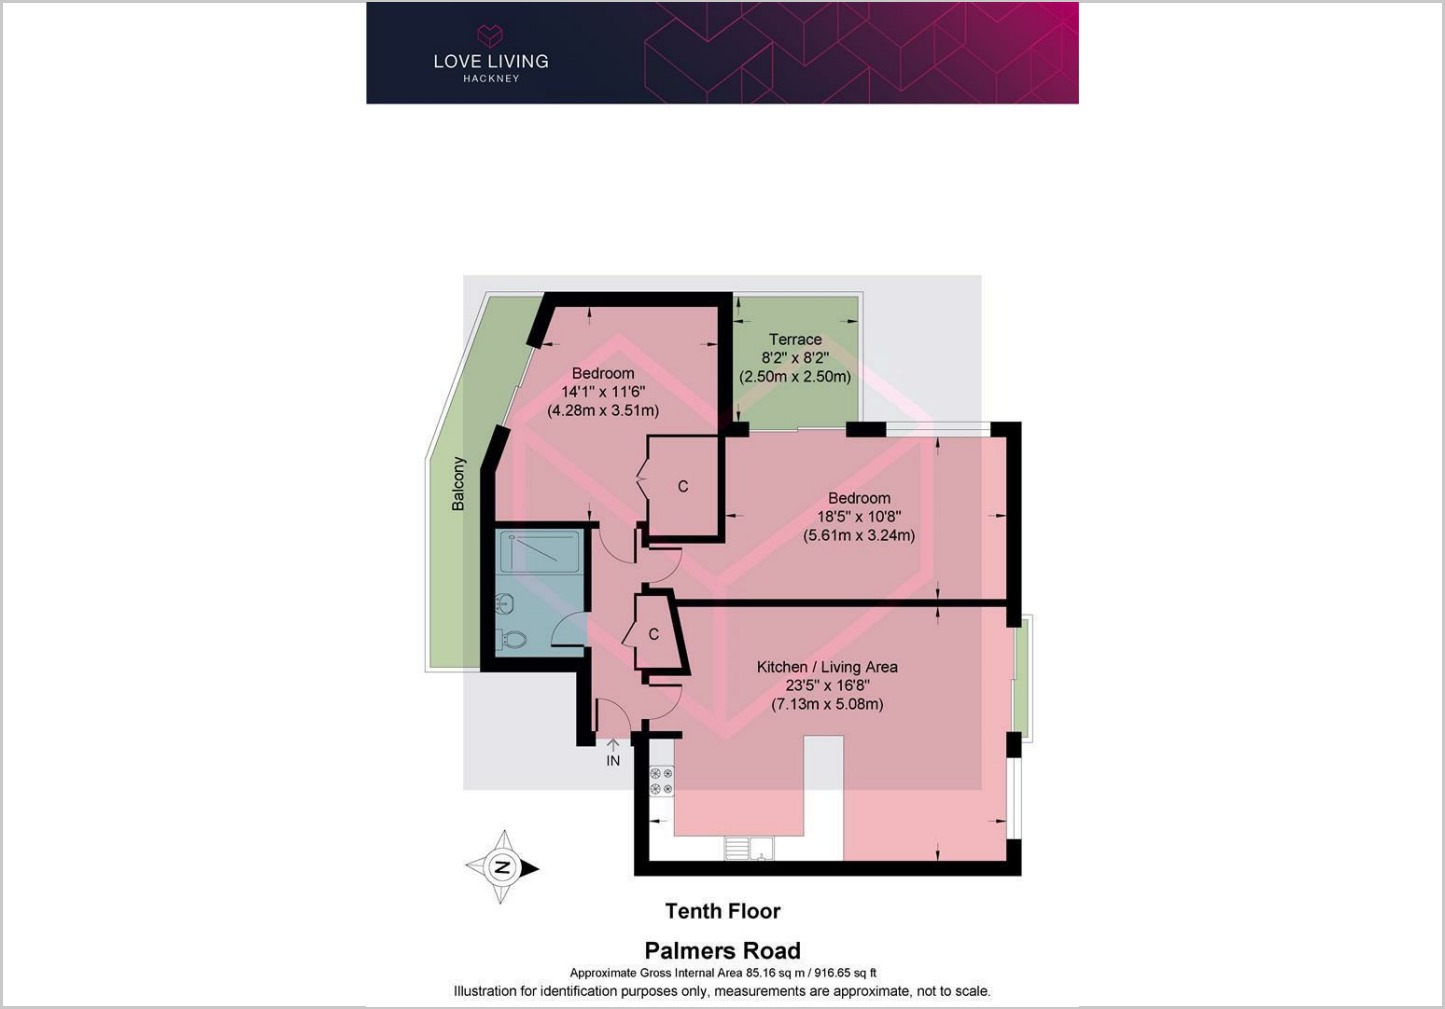 LOVE LIVING
HACKNEY
Terrace
8'2" x 8'2"
(2.50m x 2.50m)
Bedroom
14'1" x 11'6"
(4.28m x 3.51m)
Balcony
C
Bedroom
18'5" x 10'8"
(5.61m x 3.24m)
C
Kitchen / Living Area
23'5" x 16'8"
(7.13m x 5.08m)
IN
N
Tenth Floor
Palmers Road
Approximate Gross Internal Area 85.16 sq m / 916.65 sq ft
Illustration for identification purposes only, measurements are approximate, not to scale.